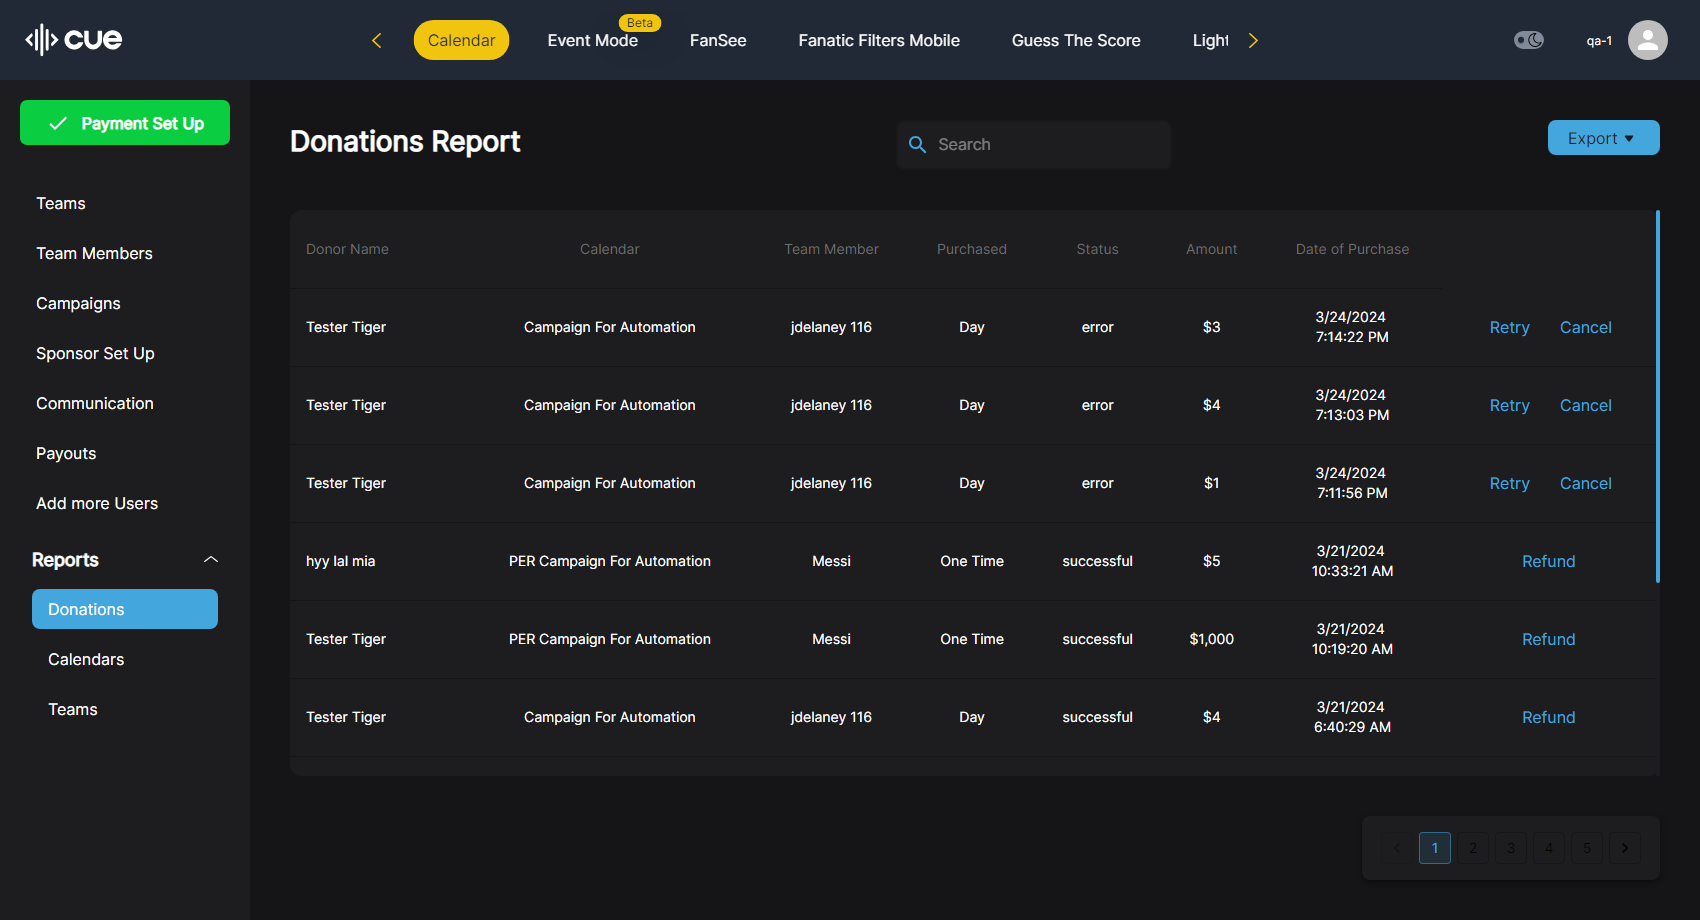 cue
Calendar
Event Mode
Beta
FanSee
Fanatic Filters Mobile
Guess The Score
Light
qa-1
Payment Set Up
Teams
Team Members
Campaigns
Sponsor Set Up
Communication
Payouts
Add more Users
Reports
Donations
Calendars
Teams
Donations Report
Search
Export
Donor Name Calendar Team Member Purchased Status Amount Date of Purchase
Tester Tiger Campaign For Automation jdelaney 116 Day error $3 3/24/2024 7:14:22 PM Retry Cancel
Tester Tiger Campaign For Automation jdelaney 116 Day error $4 3/24/2024 7:13:03 PM Retry Cancel
Tester Tiger Campaign For Automation jdelaney 116 Day error $1 3/24/2024 7:11:56 PM Retry Cancel
hyy lal mia PER Campaign For Automation Messi One Time successful $5 3/21/2024 10:33:21 AM Refund
Tester Tiger PER Campaign For Automation Messi One Time successful $1,000 3/21/2024 10:19:20 AM Refund
Tester Tiger Campaign For Automation jdelaney 116 Day successful $4 3/21/2024 6:40:29 AM Refund
< 1 2 3 4 5 >